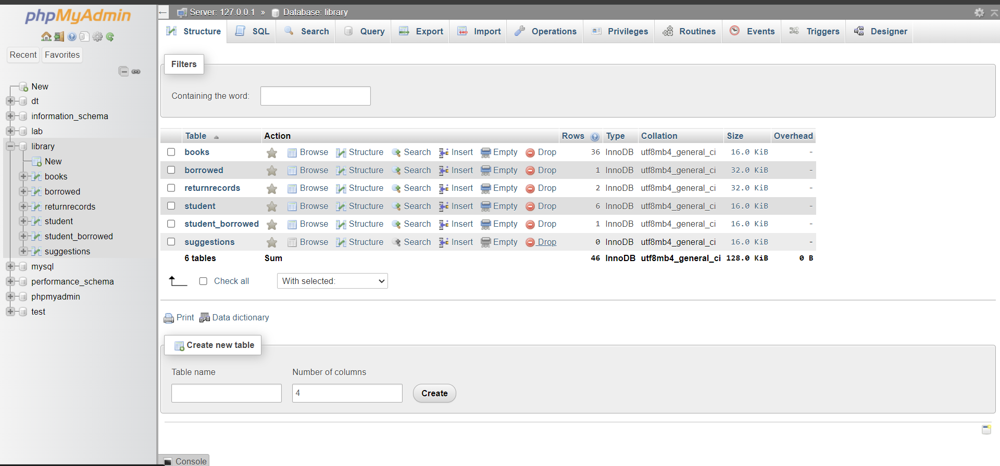 phpMyAdmin
Recent Favorites
New
dt
information_schema
lab
library
New
books
borrowed
returnrecords
student
student_borrowed
suggestions
mysql
performance_schema
phpmyadmin
test
Server: 127.0.0.1 » Database: library
Structure SQL Search Query Export Import Operations Privileges Routines Events Triggers Designer
Filters
Containing the word:
Table Action Rows Type Collation Size Overhead
books Browse Structure Search Insert Empty Drop 36 InnoDB utf8mb4_general_ci 16.0 KiB -
borrowed Browse Structure Search Insert Empty Drop 1 InnoDB utf8mb4_general_ci 32.0 KiB -
returnrecords Browse Structure Search Insert Empty Drop 2 InnoDB utf8mb4_general_ci 32.0 KiB -
student Browse Structure Search Insert Empty Drop 6 InnoDB utf8mb4_general_ci 16.0 KiB -
student_borrowed Browse Structure Search Insert Empty Drop 1 InnoDB utf8mb4_general_ci 16.0 KiB -
suggestions Browse Structure Search Insert Empty Drop 0 InnoDB utf8mb4_general_ci 16.0 KiB -
6 tables Sum 46 InnoDB utf8mb4_general_ci 128.0 KiB 0 B
Check all With selected:
Print Data dictionary
Create new table
Table name Number of columns
4 Create
Console